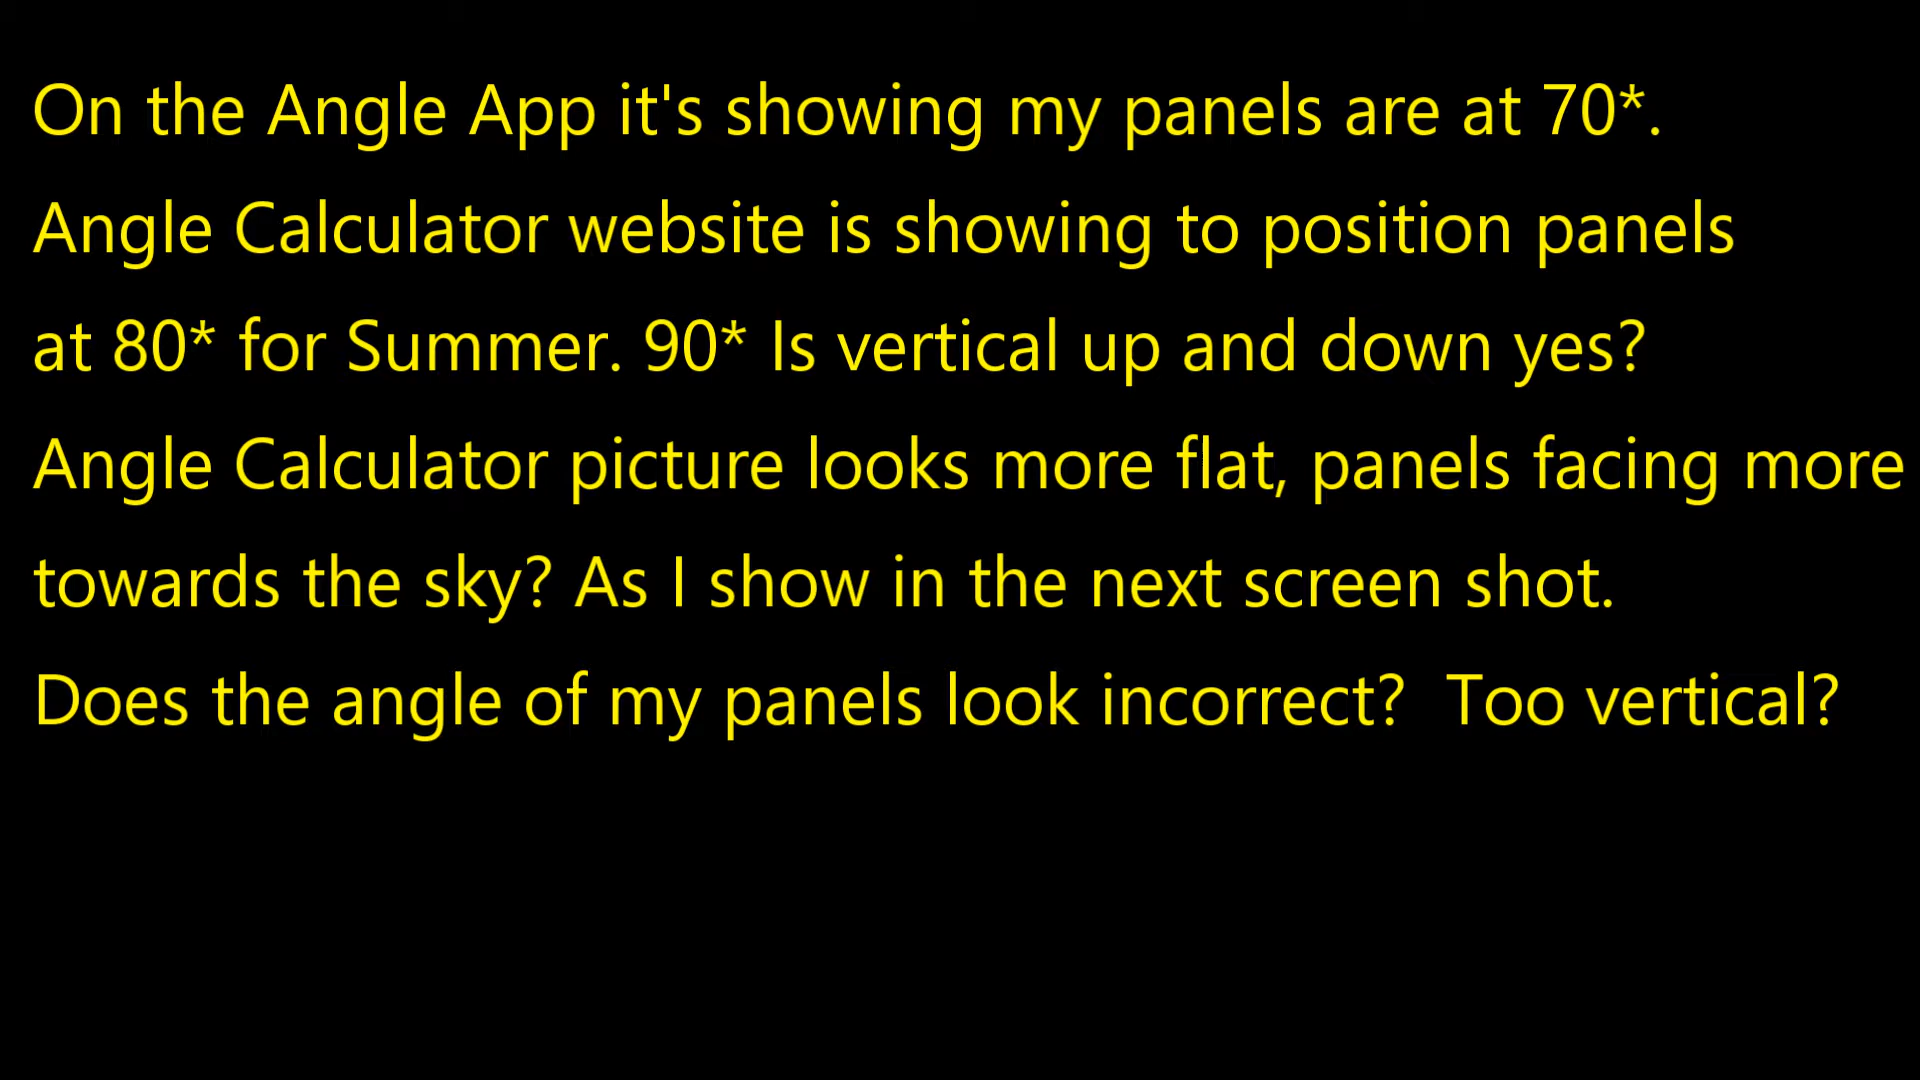 On the Angle App it's showing my panels are at 70*.
Angle Calculator website is showing to position panels
at 80* for Summer. 90* Is vertical up and down yes?
Angle Calculator picture looks more flat, panels facing more
towards the sky? As I show in the next screen shot.
Does the angle of my panels look incorrect?  Too vertical?